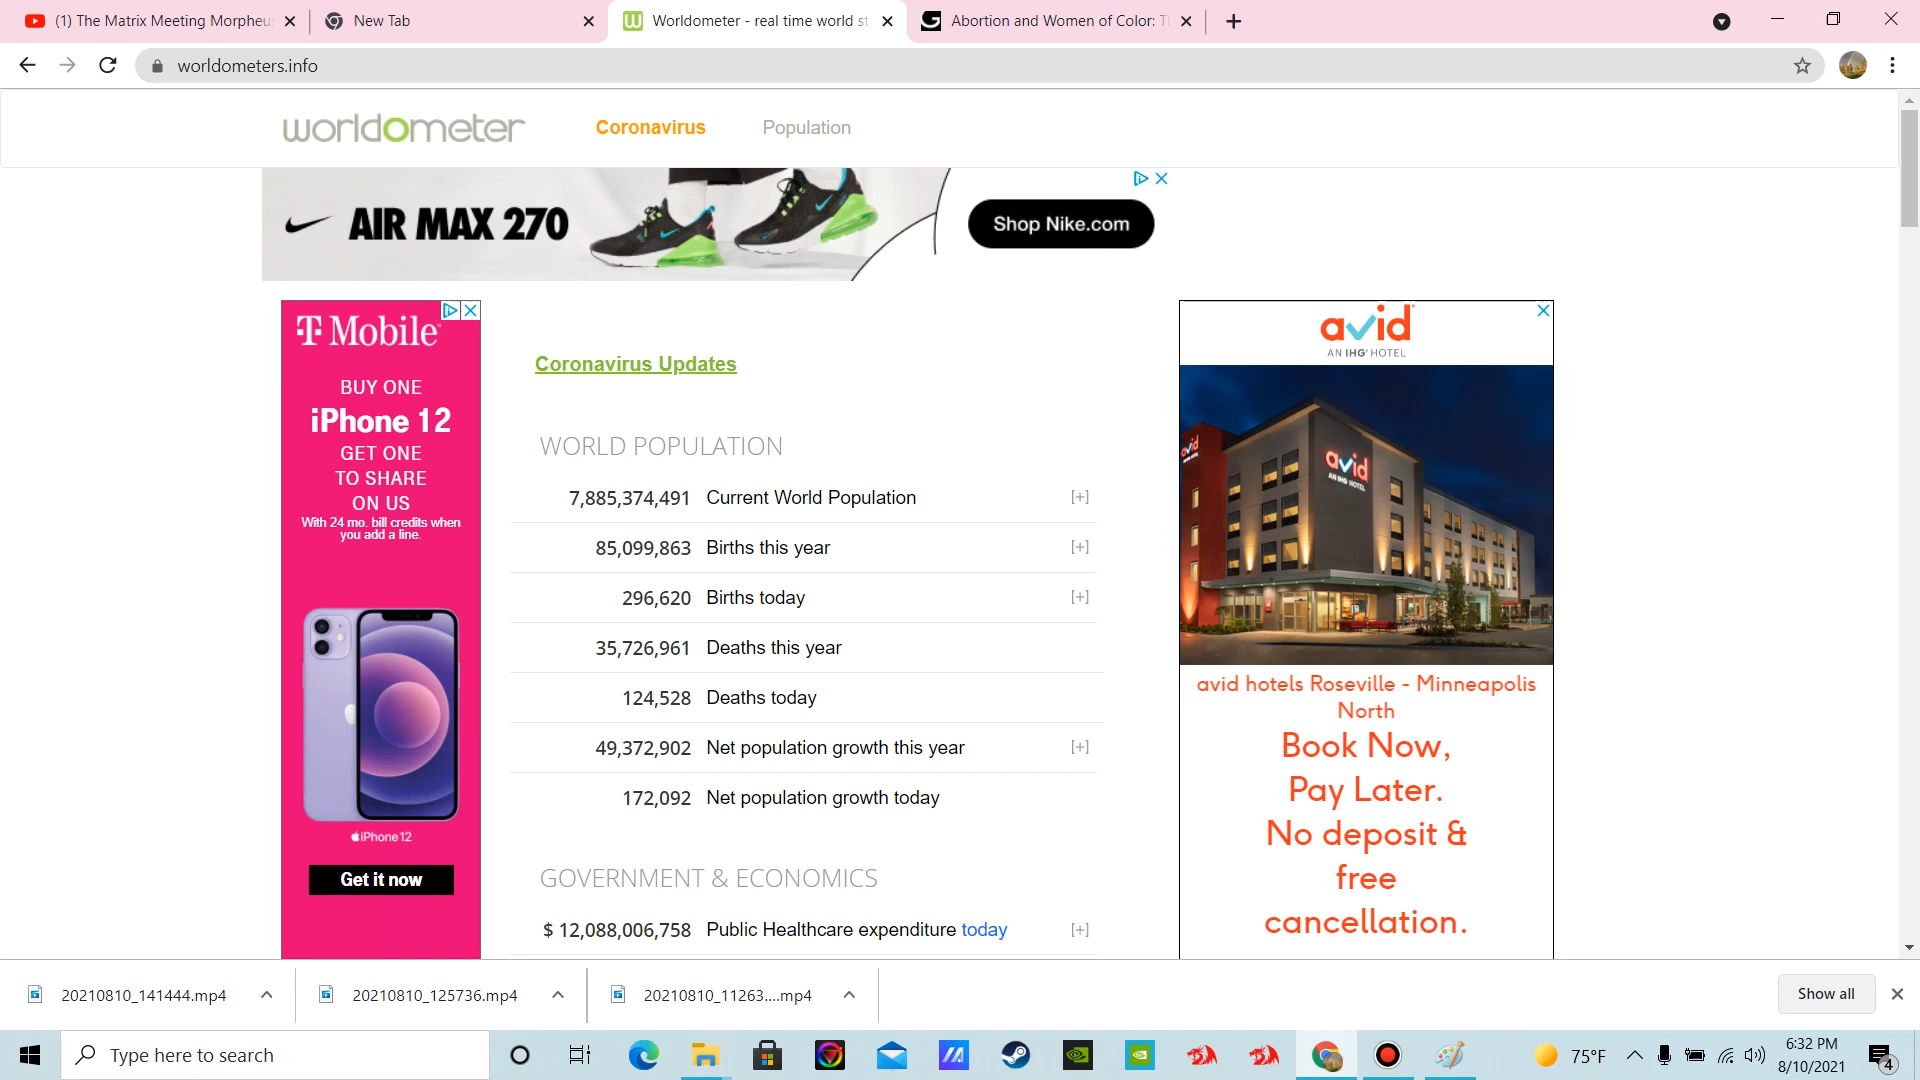 (1) The Matrix Meeting Morpheu
New Tab
Worldometer - real time world st
Abortion and Women of Color: T
worldometers.info
worldometer
Coronavirus
Population
AIR MAX 270
Shop Nike.com
T Mobile
BUY ONE
iPhone 12
GET ONE
TO SHARE
ON US
With 24 mo. bill credits when
you add a line.
iPhone 12
Get it now
Coronavirus Updates
WORLD POPULATION
7,885,374,491 Current World Population [+]
85,099,863 Births this year [+]
296,620 Births today [+]
35,726,961 Deaths this year
124,528 Deaths today
49,372,902 Net population growth this year [+]
172,092 Net population growth today
GOVERNMENT & ECONOMICS
$ 12,088,006,758 Public Healthcare expenditure today [+]
avid
AN IHG® HOTEL
avid
avid
AN IHG HOTEL
avid hotels Roseville - Minneapolis
North
Book Now,
Pay Later.
No deposit &
free
cancellation.
20210810_141444.mp4
20210810_125736.mp4
20210810_11263....mp4
Show all
Type here to search
75°F
6:32 PM
8/10/2021
4